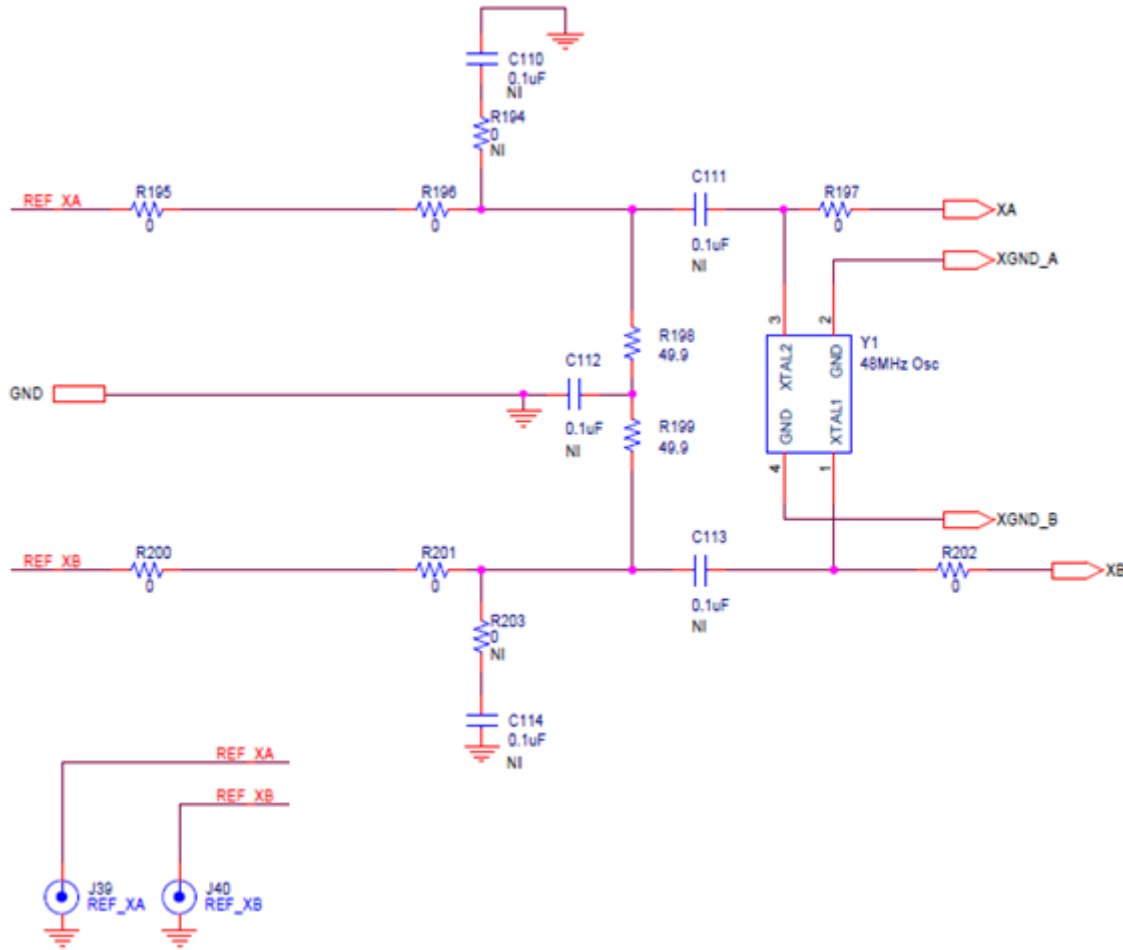 C110
0.1uF
NI
R194
0
NI
REF_XA
R195
0
R196
0
C111
0.1uF
NI
R197
0
XA
XGND_A
3
2
XTAL2
GND
GND
XTAL1
4
1
Y1
48MHz Osc
R198
49.9
GND
C112
0.1uF
NI
R199
49.9
XGND_B
REF_XB
R200
0
R201
0
C113
0.1uF
NI
R202
0
XB
R203
0
NI
C114
0.1uF
NI
REF_XA
REF_XB
J39
REF_XA
J40
REF_XB